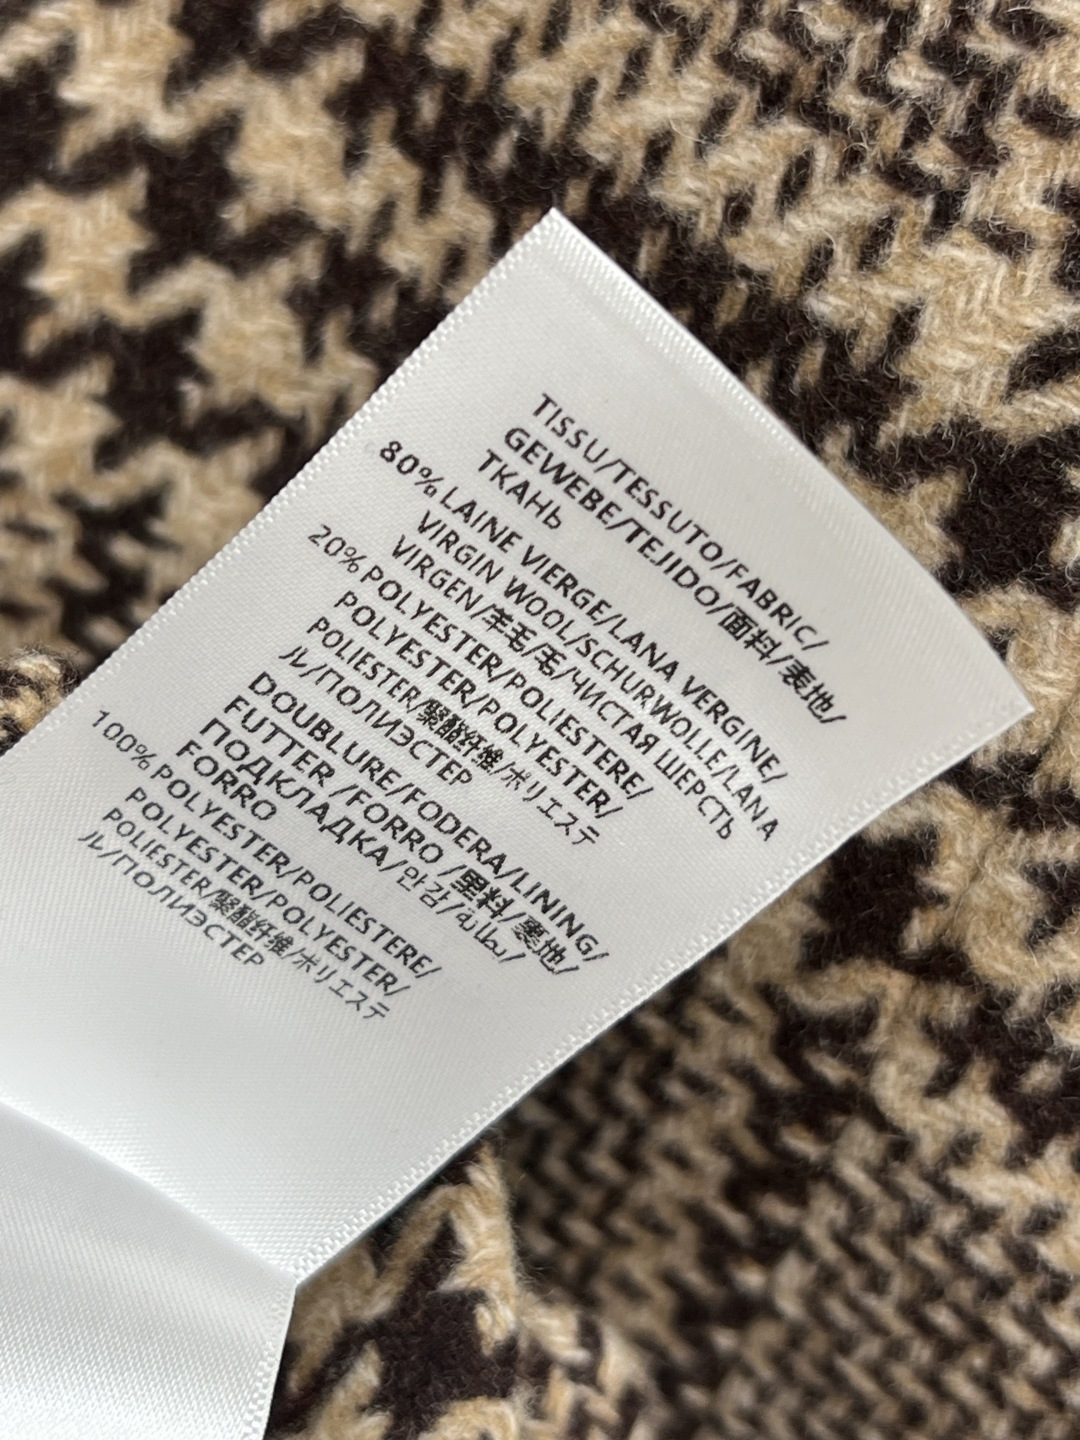 TISSU/TESSUTO/FABRIC/
GEWEBE/TEJIDO/面料/表地/
ТКАНЬ
80% LAINE VIERGE/LANA VERGINE/
VIRGIN WOOL/SCHURWOLLE/LANA
VIRGEN/羊毛/毛/ЧИСТАЯ ШЕРСТЬ
20% POLYESTER/POLIESTERE/
POLYESTER/POLYESTER/
POLIESTER/聚酯纤维/ポリエステ
ル/ПОЛИЭСТЕР
DOUBLURE/FODERA/LINING/
FUTTER /FORRO /里料/裏地/
ПОДКЛАДКА/안감/بطانة/
FORRO
100% POLYESTER/POLIESTERE/
POLYESTER/POLYESTER/
POLIESTER/聚酯纤维/ポリエステ
ル/ПОЛИЭСТЕР